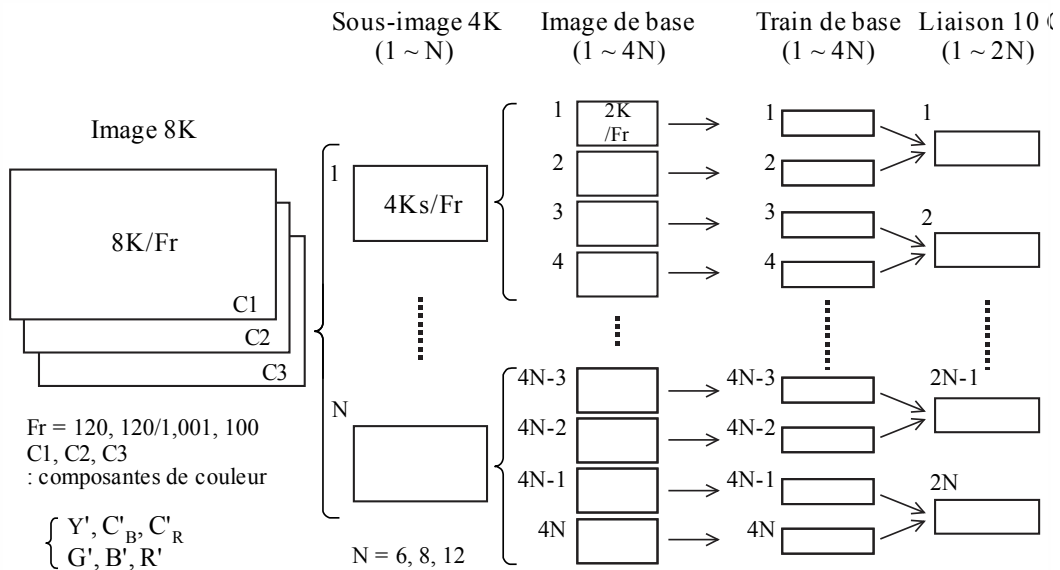 Sous-image 4K
(1 ~ N)
Image de base
(1 ~ 4N)
Train de base
(1 ~ 4N)
Liaison 10
(1 ~ 2N)
Image 8K
8K/Fr
C1
C2
C3
1
4Ks/Fr
N
1
2K
/Fr
2
3
4
4N-3
4N-2
4N-1
4N
1
2
3
4
4N-3
4N-2
4N-1
4N
1
2
2N-1
2N
Fr = 120, 120/1,001, 100
C1, C2, C3
: composantes de couleur
Y', C'B, C'R
G', B', R'
N = 6, 8, 12